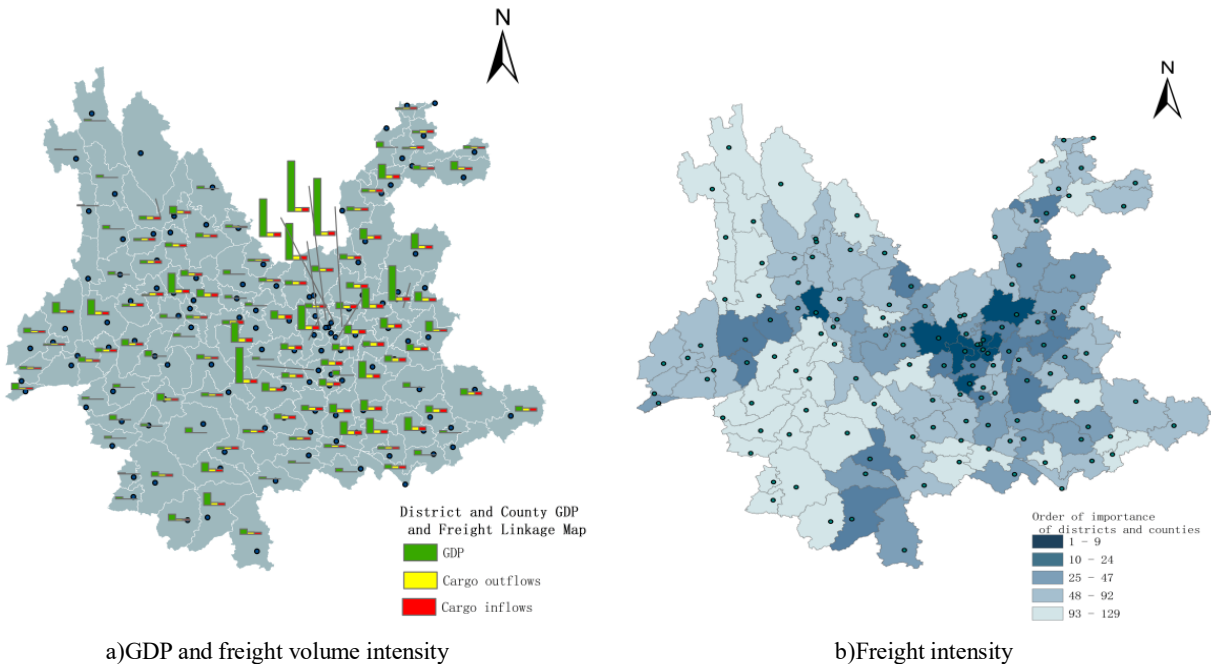 N
N
District and County GDP
and Freight Linkage Map
GDP
Cargo outflows
Cargo inflows
Order of importance
of districts and counties
1 - 9
10 - 24
25 - 47
48 - 92
93 - 129
a)GDP and freight volume intensity
b)Freight intensity